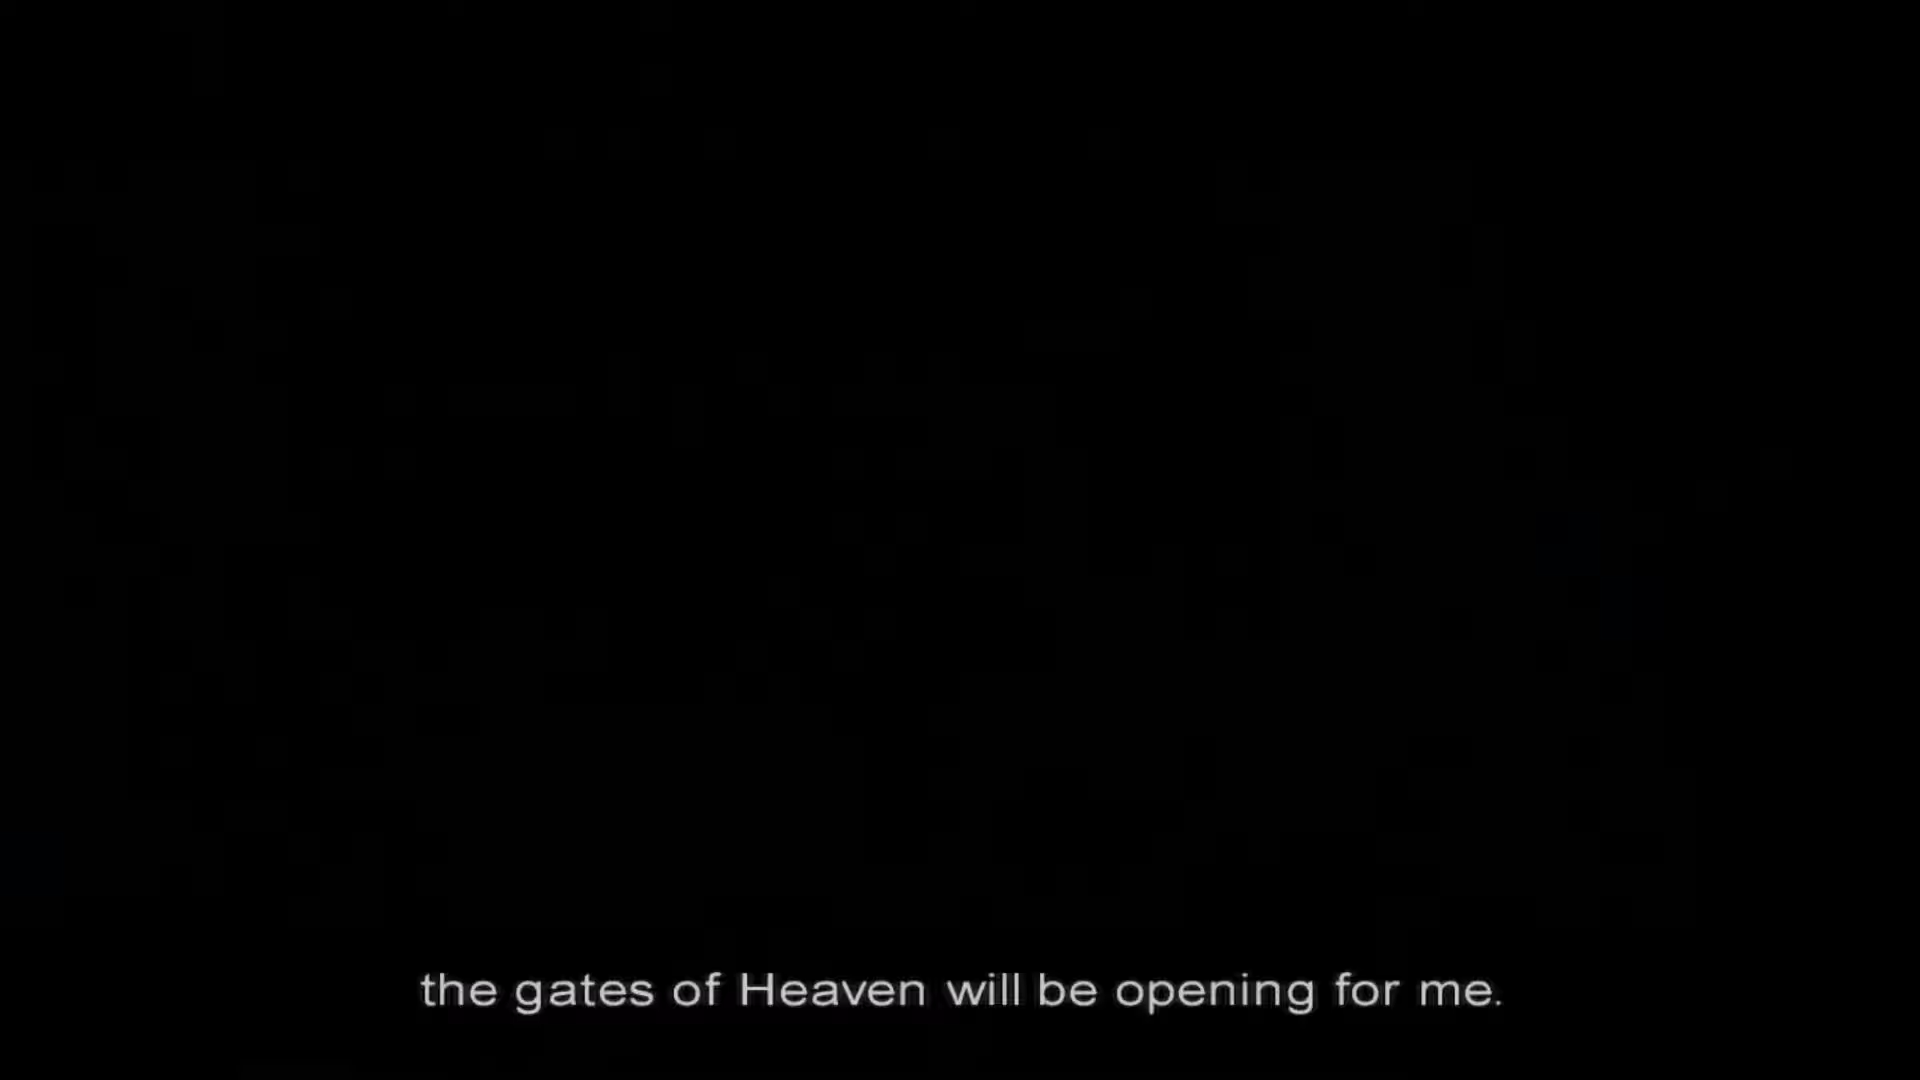 the gates of Heaven will be opening for me.